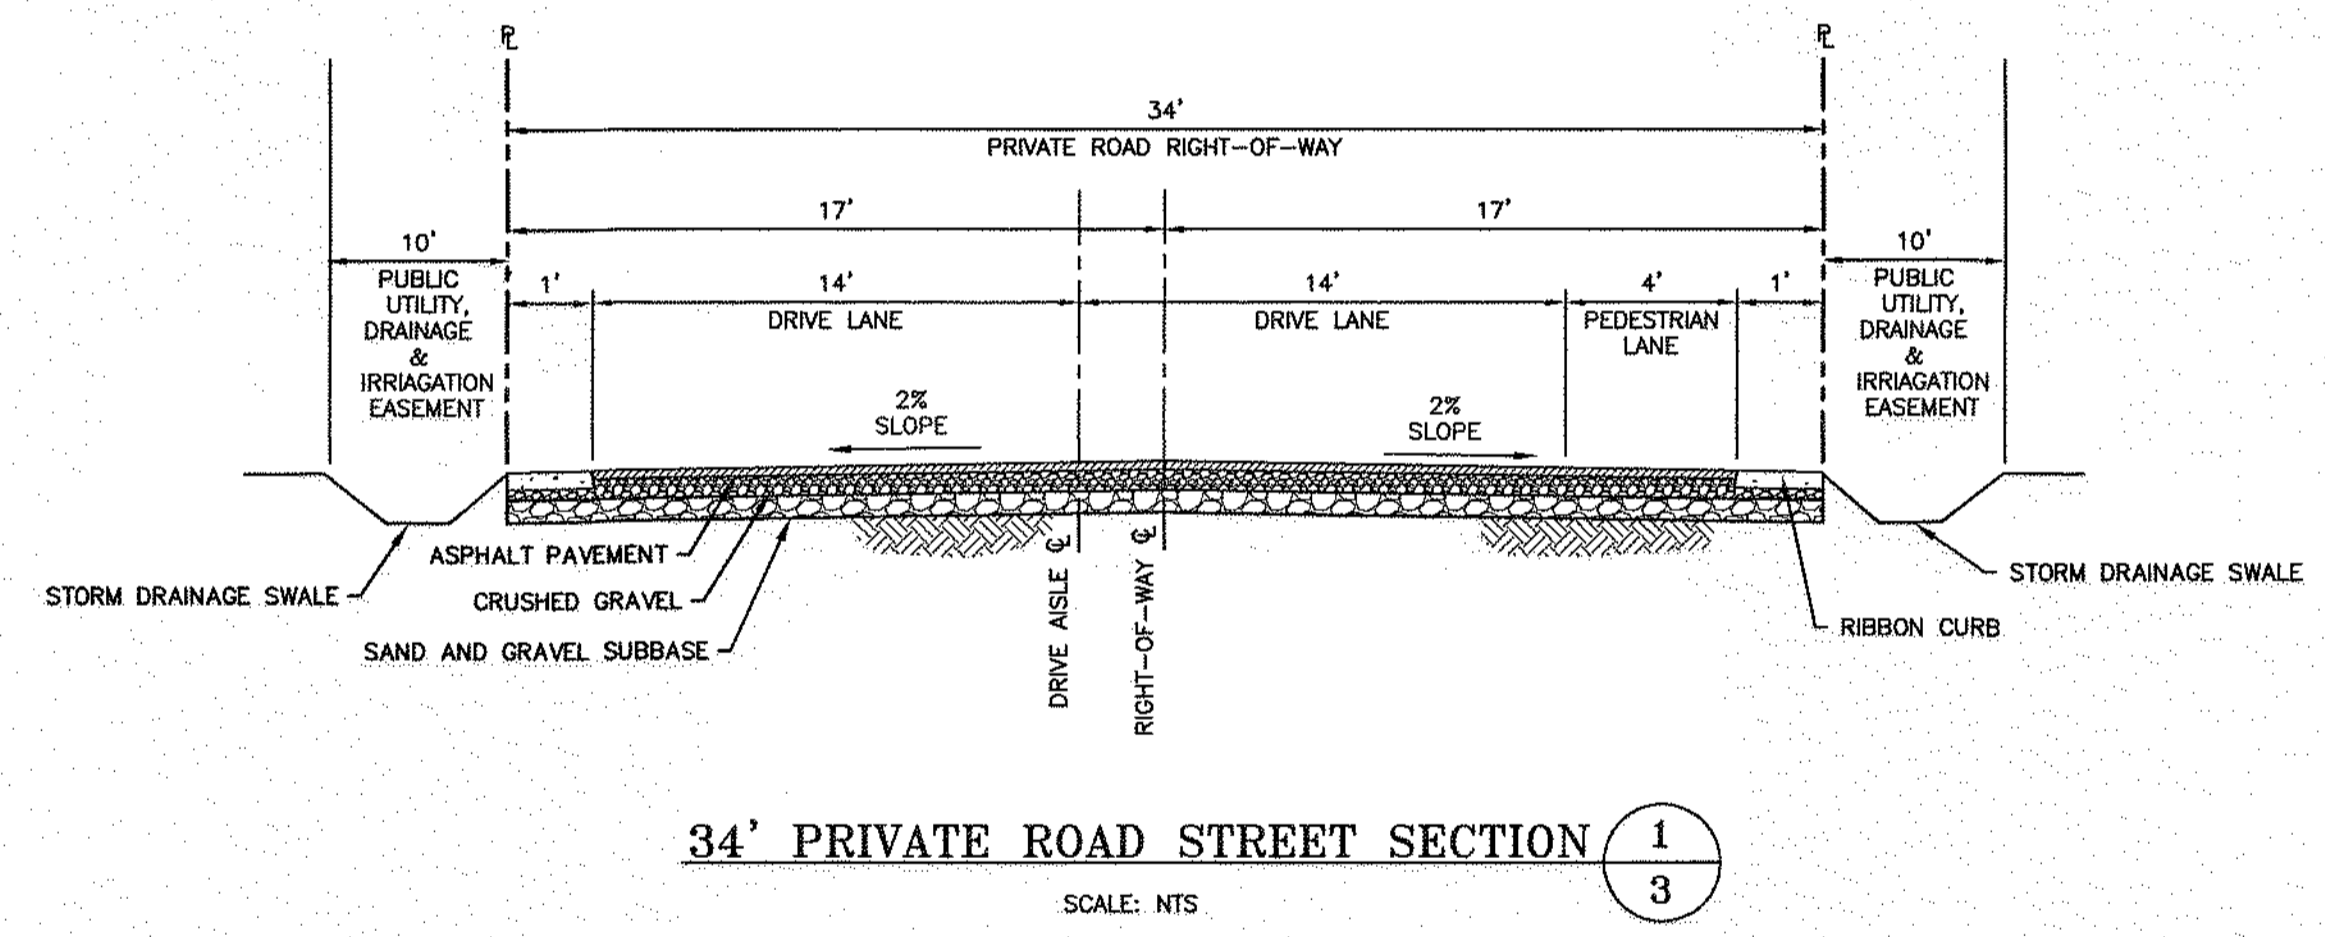 PL
PL
34'
PRIVATE ROAD RIGHT-OF-WAY
17'
17'
10'
PUBLIC
UTILITY,
DRAINAGE
&
IRRIAGATION
EASEMENT
1'
14'
DRIVE LANE
14'
DRIVE LANE
4'
PEDESTRIAN
LANE
1'
10'
PUBLIC
UTILITY,
DRAINAGE
&
IRRIAGATION
EASEMENT
2%
SLOPE
2%
SLOPE
ASPHALT PAVEMENT
STORM DRAINAGE SWALE
CRUSHED GRAVEL
SAND AND GRAVEL SUBBASE
DRIVE AISLE CL
RIGHT-OF-WAY CL
STORM DRAINAGE SWALE
RIBBON CURB
34' PRIVATE ROAD STREET SECTION
1
3
SCALE: NTS